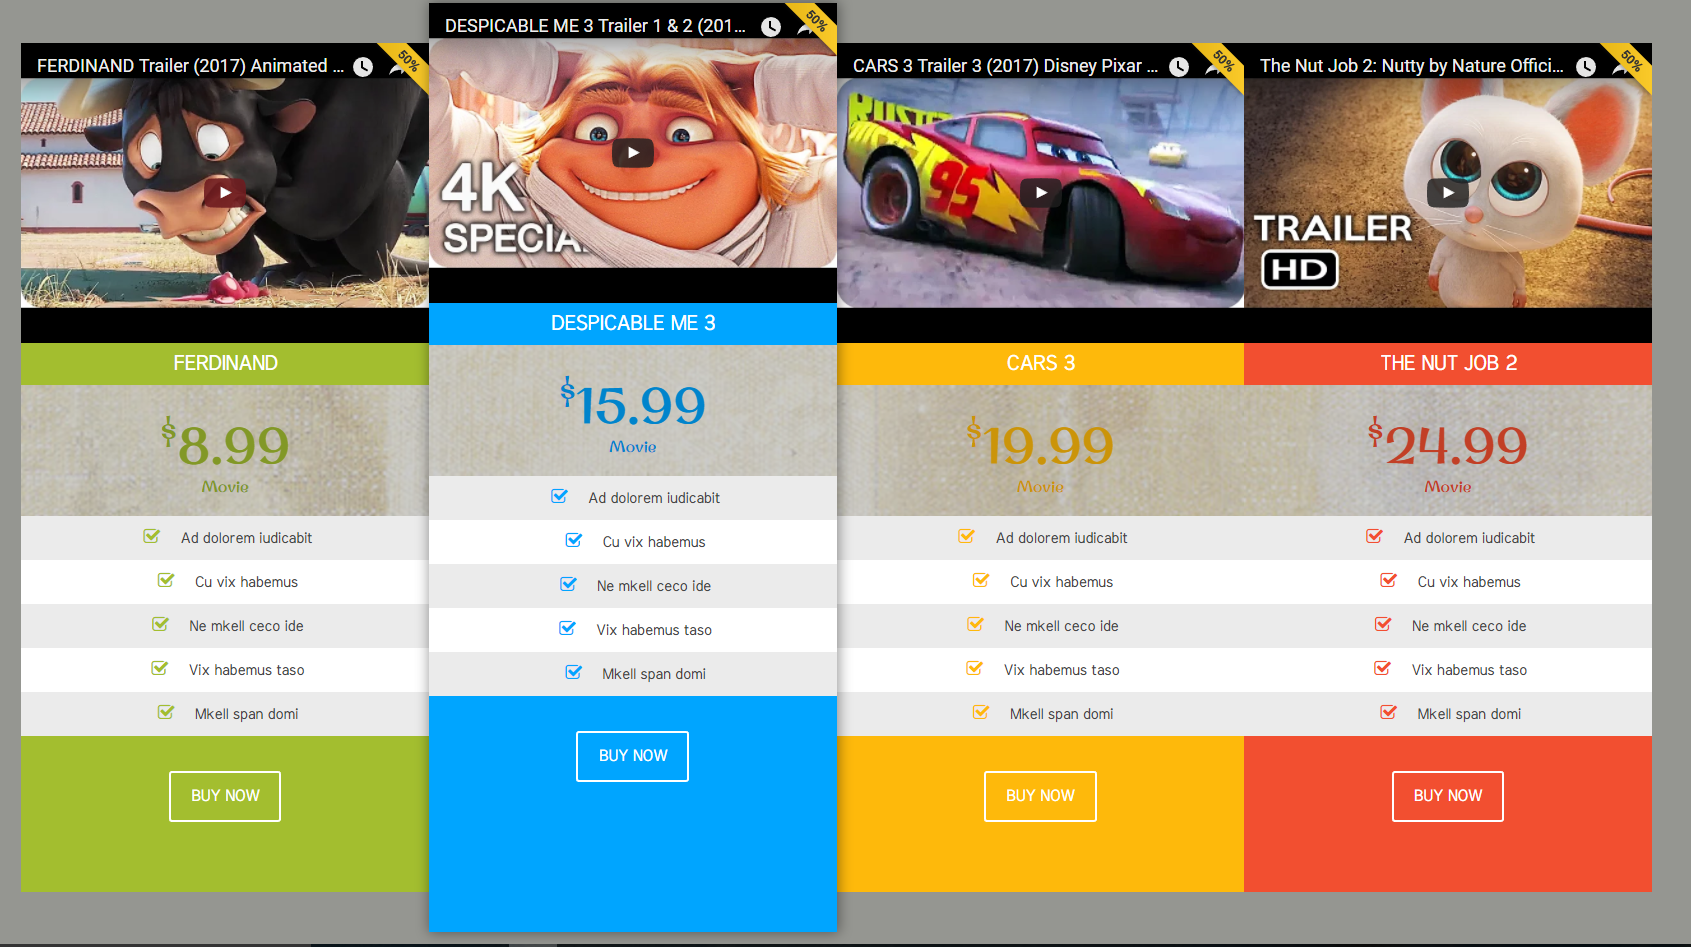 FERDINAND Trailer (2017) Animated ...
50%
FERDINAND
$8.99
Movie
Ad dolorem iudicabit
Cu vix habemus
Ne mkell ceco ide
Vix habemus taso
Mkell span domi
BUY NOW
DESPICABLE ME 3 Trailer 1 & 2 (201...
50%
4K
SPECIAL
DESPICABLE ME 3
$15.99
Movie
Ad dolorem iudicabit
Cu vix habemus
Ne mkell ceco ide
Vix habemus taso
Mkell span domi
BUY NOW
CARS 3 Trailer 3 (2017) Disney Pixar ...
50%
95
CARS 3
$19.99
Movie
Ad dolorem iudicabit
Cu vix habemus
Ne mkell ceco ide
Vix habemus taso
Mkell span domi
BUY NOW
The Nut Job 2: Nutty by Nature Offici...
50%
TRAILER
HD
THE NUT JOB 2
$24.99
Movie
Ad dolorem iudicabit
Cu vix habemus
Ne mkell ceco ide
Vix habemus taso
Mkell span domi
BUY NOW